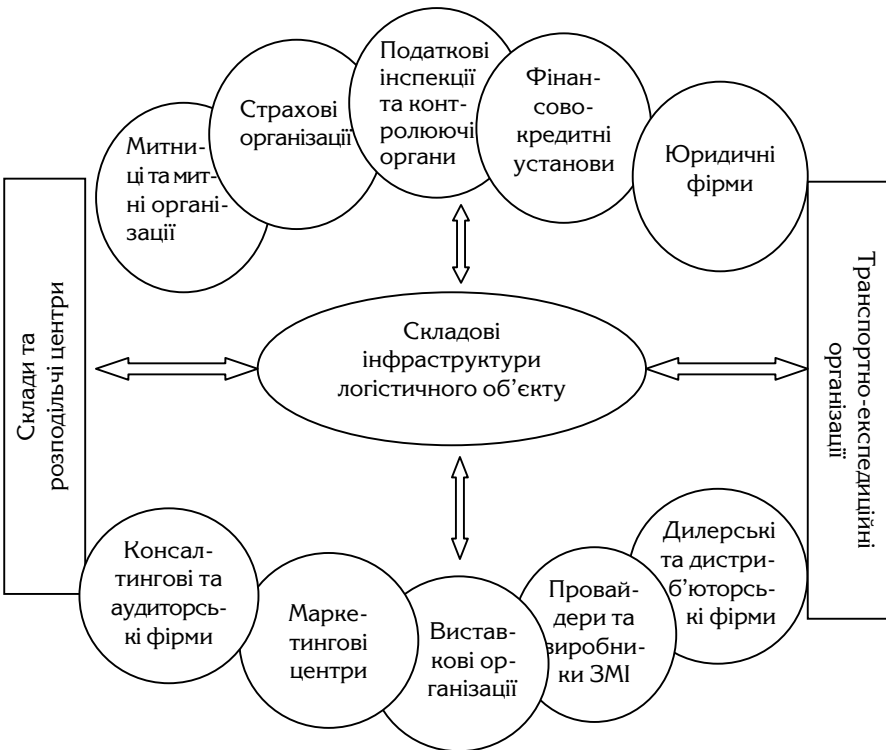 Митни-
ці та мит-
ні органі-
зації
Страхові
організації
Податкові
інспекції
та конт-
ролюючі
органи
Фінан-
сово-
кредитні
установи
Юридичні
фірми
Склади та
розподільчі центри
Складові
інфраструктури
логістичного об’єкту
Транспортно-експедиційні
організації
Консал-
тингові та
аудиторсь-
кі фірми
Марке-
тингові
центри
Вистав-
кові ор-
ганізації
Провай-
дери та
виробни-
ки ЗМІ
Дилерські
та дистри-
б’юторсь-
кі фірми